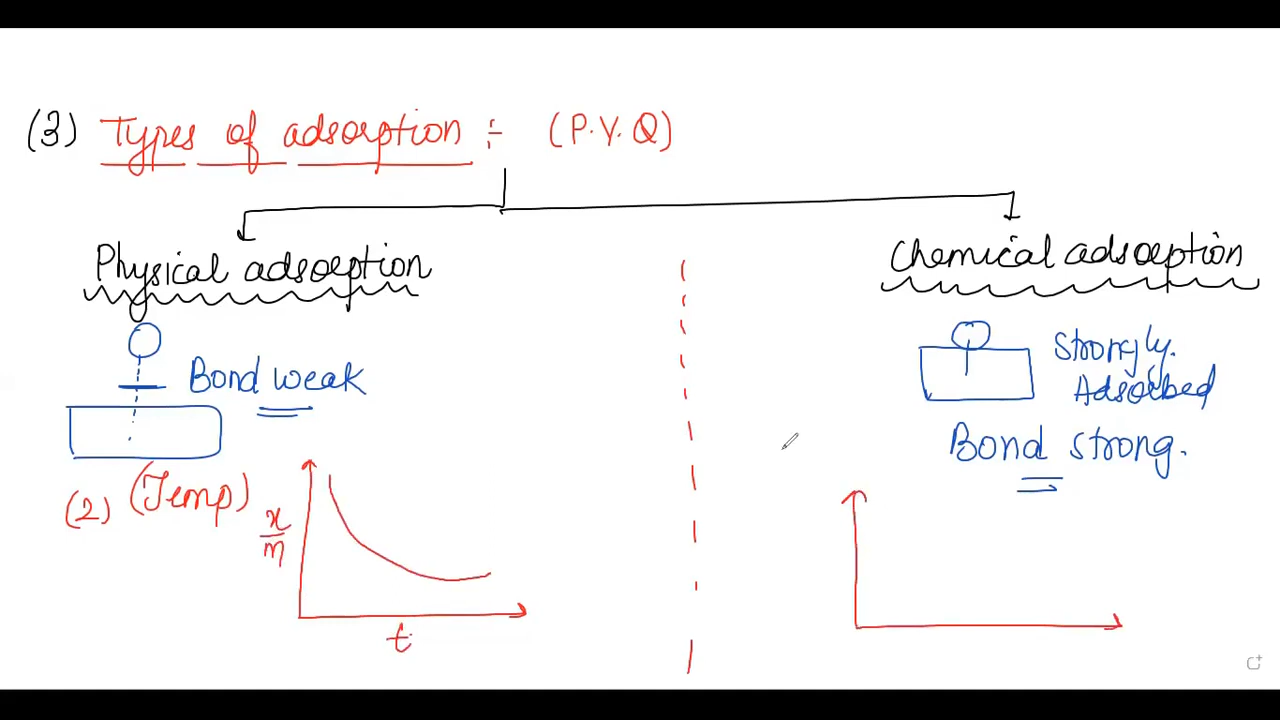 (3) Types of adsorption :- (P.Y.Q)
Physical adsorption
Bond weak
(2) (Temp)
x/m
t
Chemical adsorption
Strongly.
Adsorbed
Bond strong.